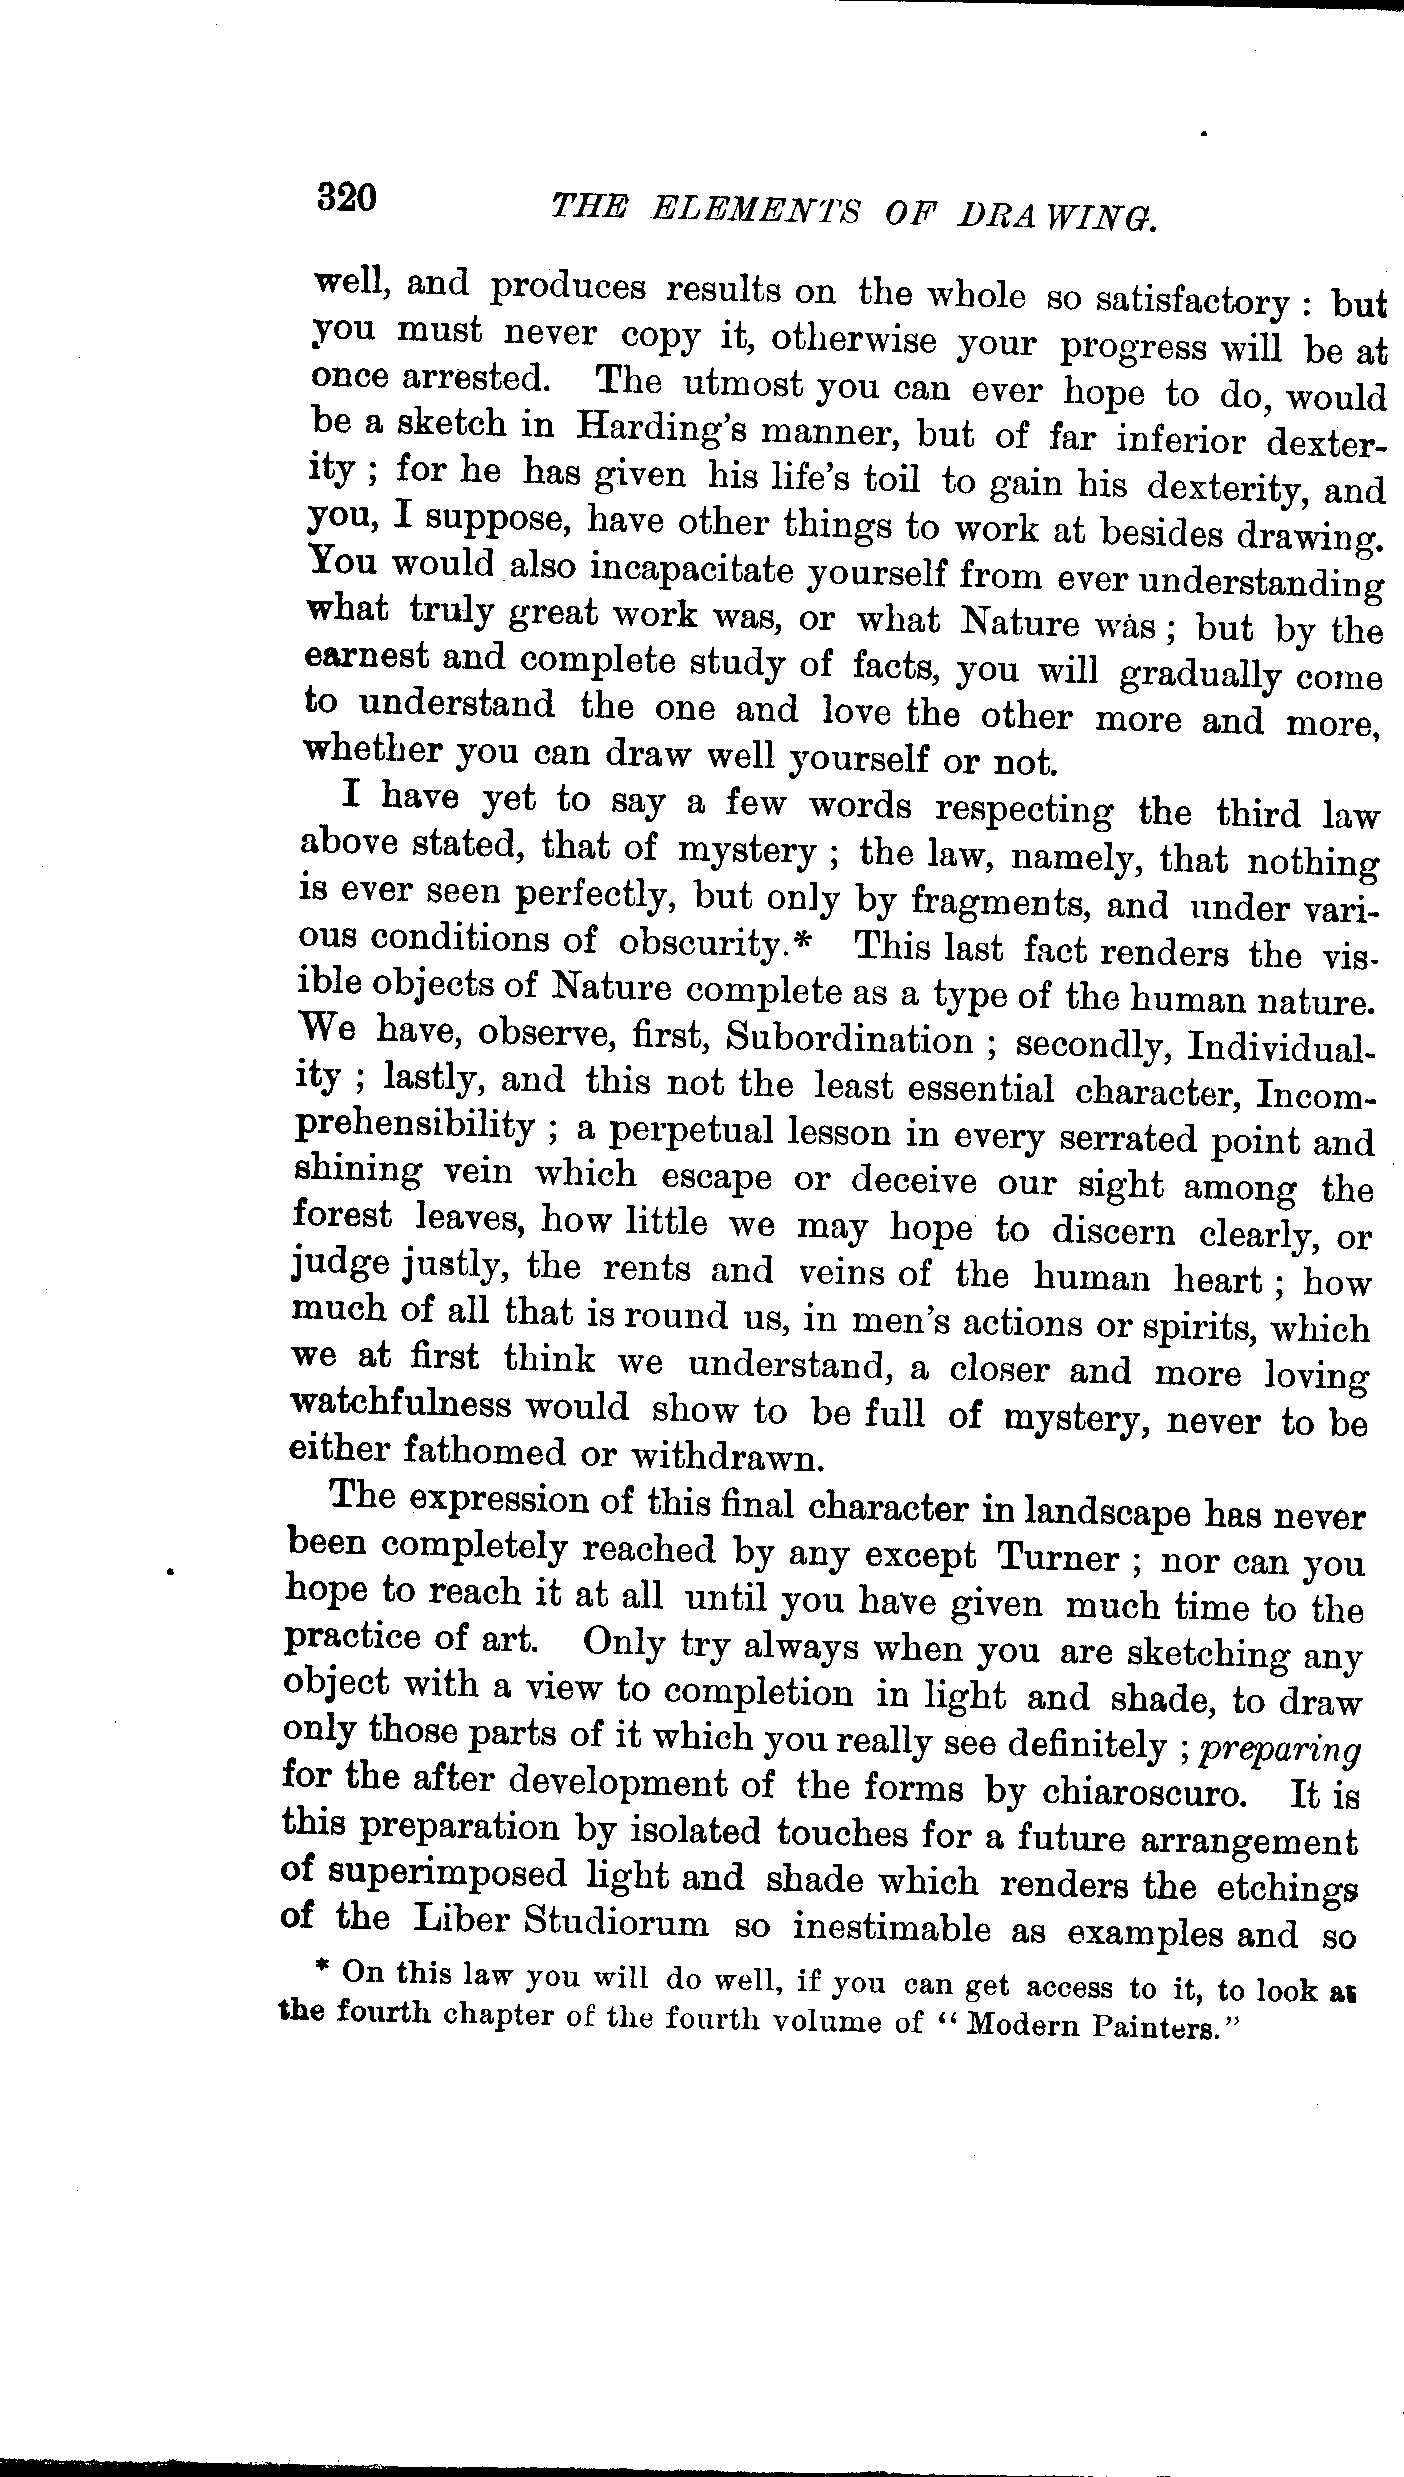 320 THE ELEMENTS OF DRAWING.
well, and produces results on the whole so satisfactory : but
you must never copy it, otherwise your progress will be at
once arrested. The utmost you can ever hope to do, would
be a sketch in Harding's manner, but of far inferior dexter-
ity ; for he has given his life's toil to gain his dexterity, and
you, I suppose, have other things to work at besides drawing.
You would also incapacitate yourself from ever understanding
what truly great work was, or what Nature was ; but by the
earnest and complete study of facts, you will gradually come
to understand the one and love the other more and more,
whether you can draw well yourself or not.
I have yet to say a few words respecting the third law
above stated, that of mystery ; the law, namely, that nothing
is ever seen perfectly, but only by fragments, and under vari-
ous conditions of obscurity.* This last fact renders the vis-
ible objects of Nature complete as a type of the human nature.
We have, observe, first, Subordination ; secondly, Individual-
ity ; lastly, and this not the least essential character, Incom-
prehensibility ; a perpetual lesson in every serrated point and
shining vein which escape or deceive our sight among the
forest leaves, how little we may hope to discern clearly, or
judge justly, the rents and veins of the human heart ; how
much of all that is round us, in men's actions or spirits, which
we at first think we understand, a closer and more loving
watchfulness would show to be full of mystery, never to be
either fathomed or withdrawn.
The expression of this final character in landscape has never
been completely reached by any except Turner ; nor can you
hope to reach it at all until you have given much time to the
practice of art. Only try always when you are sketching any
object with a view to completion in light and shade, to draw
only those parts of it which you really see definitely ; preparing
for the after development of the forms by chiaroscuro. It is
this preparation by isolated touches for a future arrangement
of superimposed light and shade which renders the etchings
of the Liber Studiorum so inestimable as examples and so
* On this law you will do well, if you can get access to it, to look at
the fourth chapter of the fourth volume of “ Modern Painters.”